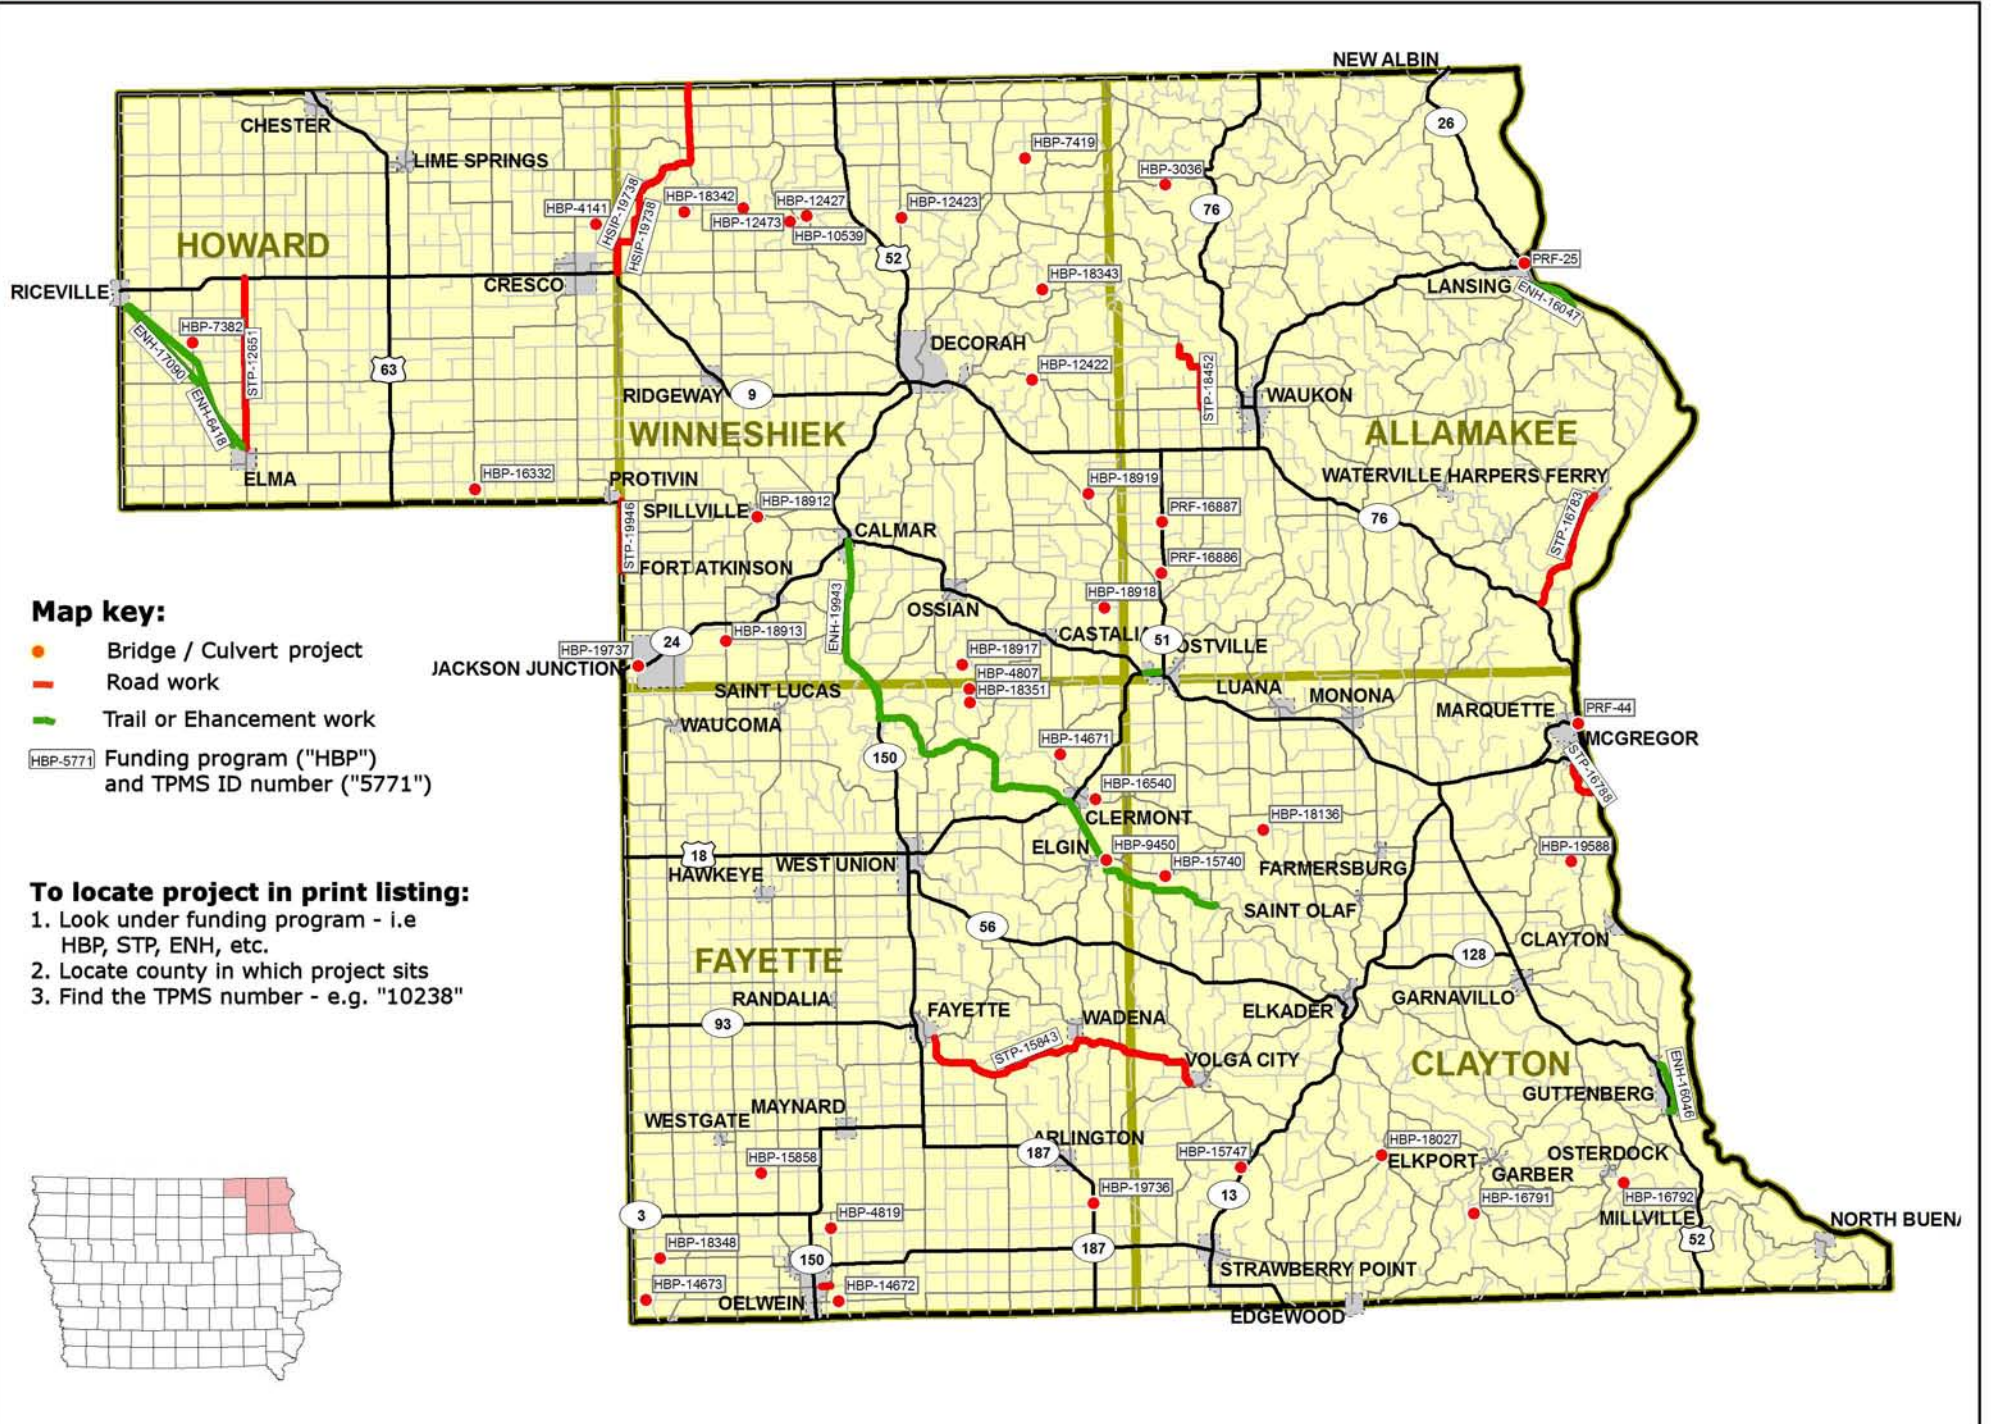 NEW ALBIN
CHESTER
26
LIME SPRINGS
HBP-7419
HBP-3036
HSIP-19738
HBP-18342
HBP-12427
HBP-12423
HBP-4141
76
HBP-12473
HBP-10539
HSIP-19738
HOWARD
52
PRF-25
CRESCO
HBP-18343
LANSING
RICEVILLE
ENH-16047
HBP-7382
ENH-17090
STP-12651
DECORAH
63
HBP-12422
STP-18452
RIDGEWAY
9
WAUKON
ENH-6418
WINNESHIEK
ALLAMAKEE
ELMA
HBP-16332
PROTIVIN
HBP-18919
WATERVILLE
HARPERS FERRY
HBP-18912
SPILLVILLE
PRF-16887
76
STP-16783
STP-19946
CALMAR
PRF-16886
FORT ATKINSON
HBP-18918
ENH-19943
OSSIAN
Map key:
Bridge / Culvert project
Road work
Trail or Ehancement work
HBP-5771
Funding program ("HBP")
and TPMS ID number ("5771")
HBP-18913
24
HBP-19737
CASTALIA
51
OSTVILLE
JACKSON JUNCTION
HBP-18917
HBP-4807
HBP-18351
SAINT LUCAS
LUANA
MONONA
WAUCOMA
MARQUETTE
PRF-44
MCGREGOR
150
HBP-14671
STP-16788
HBP-16540
CLERMONT
HBP-18136
ELGIN
HBP-9450
HBP-19588
18
WEST UNION
HBP-15740
FARMERSBURG
HAWKEYE
SAINT OLAF
To locate project in print listing:
1. Look under funding program - i.e
HBP, STP, ENH, etc.
2. Locate county in which project sits
3. Find the TPMS number - e.g. "10238"
56
CLAYTON
FAYETTE
128
RANDALIA
GARNAVILLO
FAYETTE
ELKADER
93
WADENA
STP-15843
VOLGA CITY
CLAYTON
GUTTENBERG
ENH-16046
MAYNARD
WESTGATE
ARLINGTON
187
HBP-15747
HBP-18027
ELKPORT
OSTERDOCK
GARBER
HBP-15858
HBP-19736
13
HBP-16791
HBP-16792
MILLVILLE
3
HBP-4819
NORTH BUENA
52
HBP-18348
150
187
STRAWBERRY POINT
HBP-14673
HBP-14672
OELWEIN
EDGEWOOD